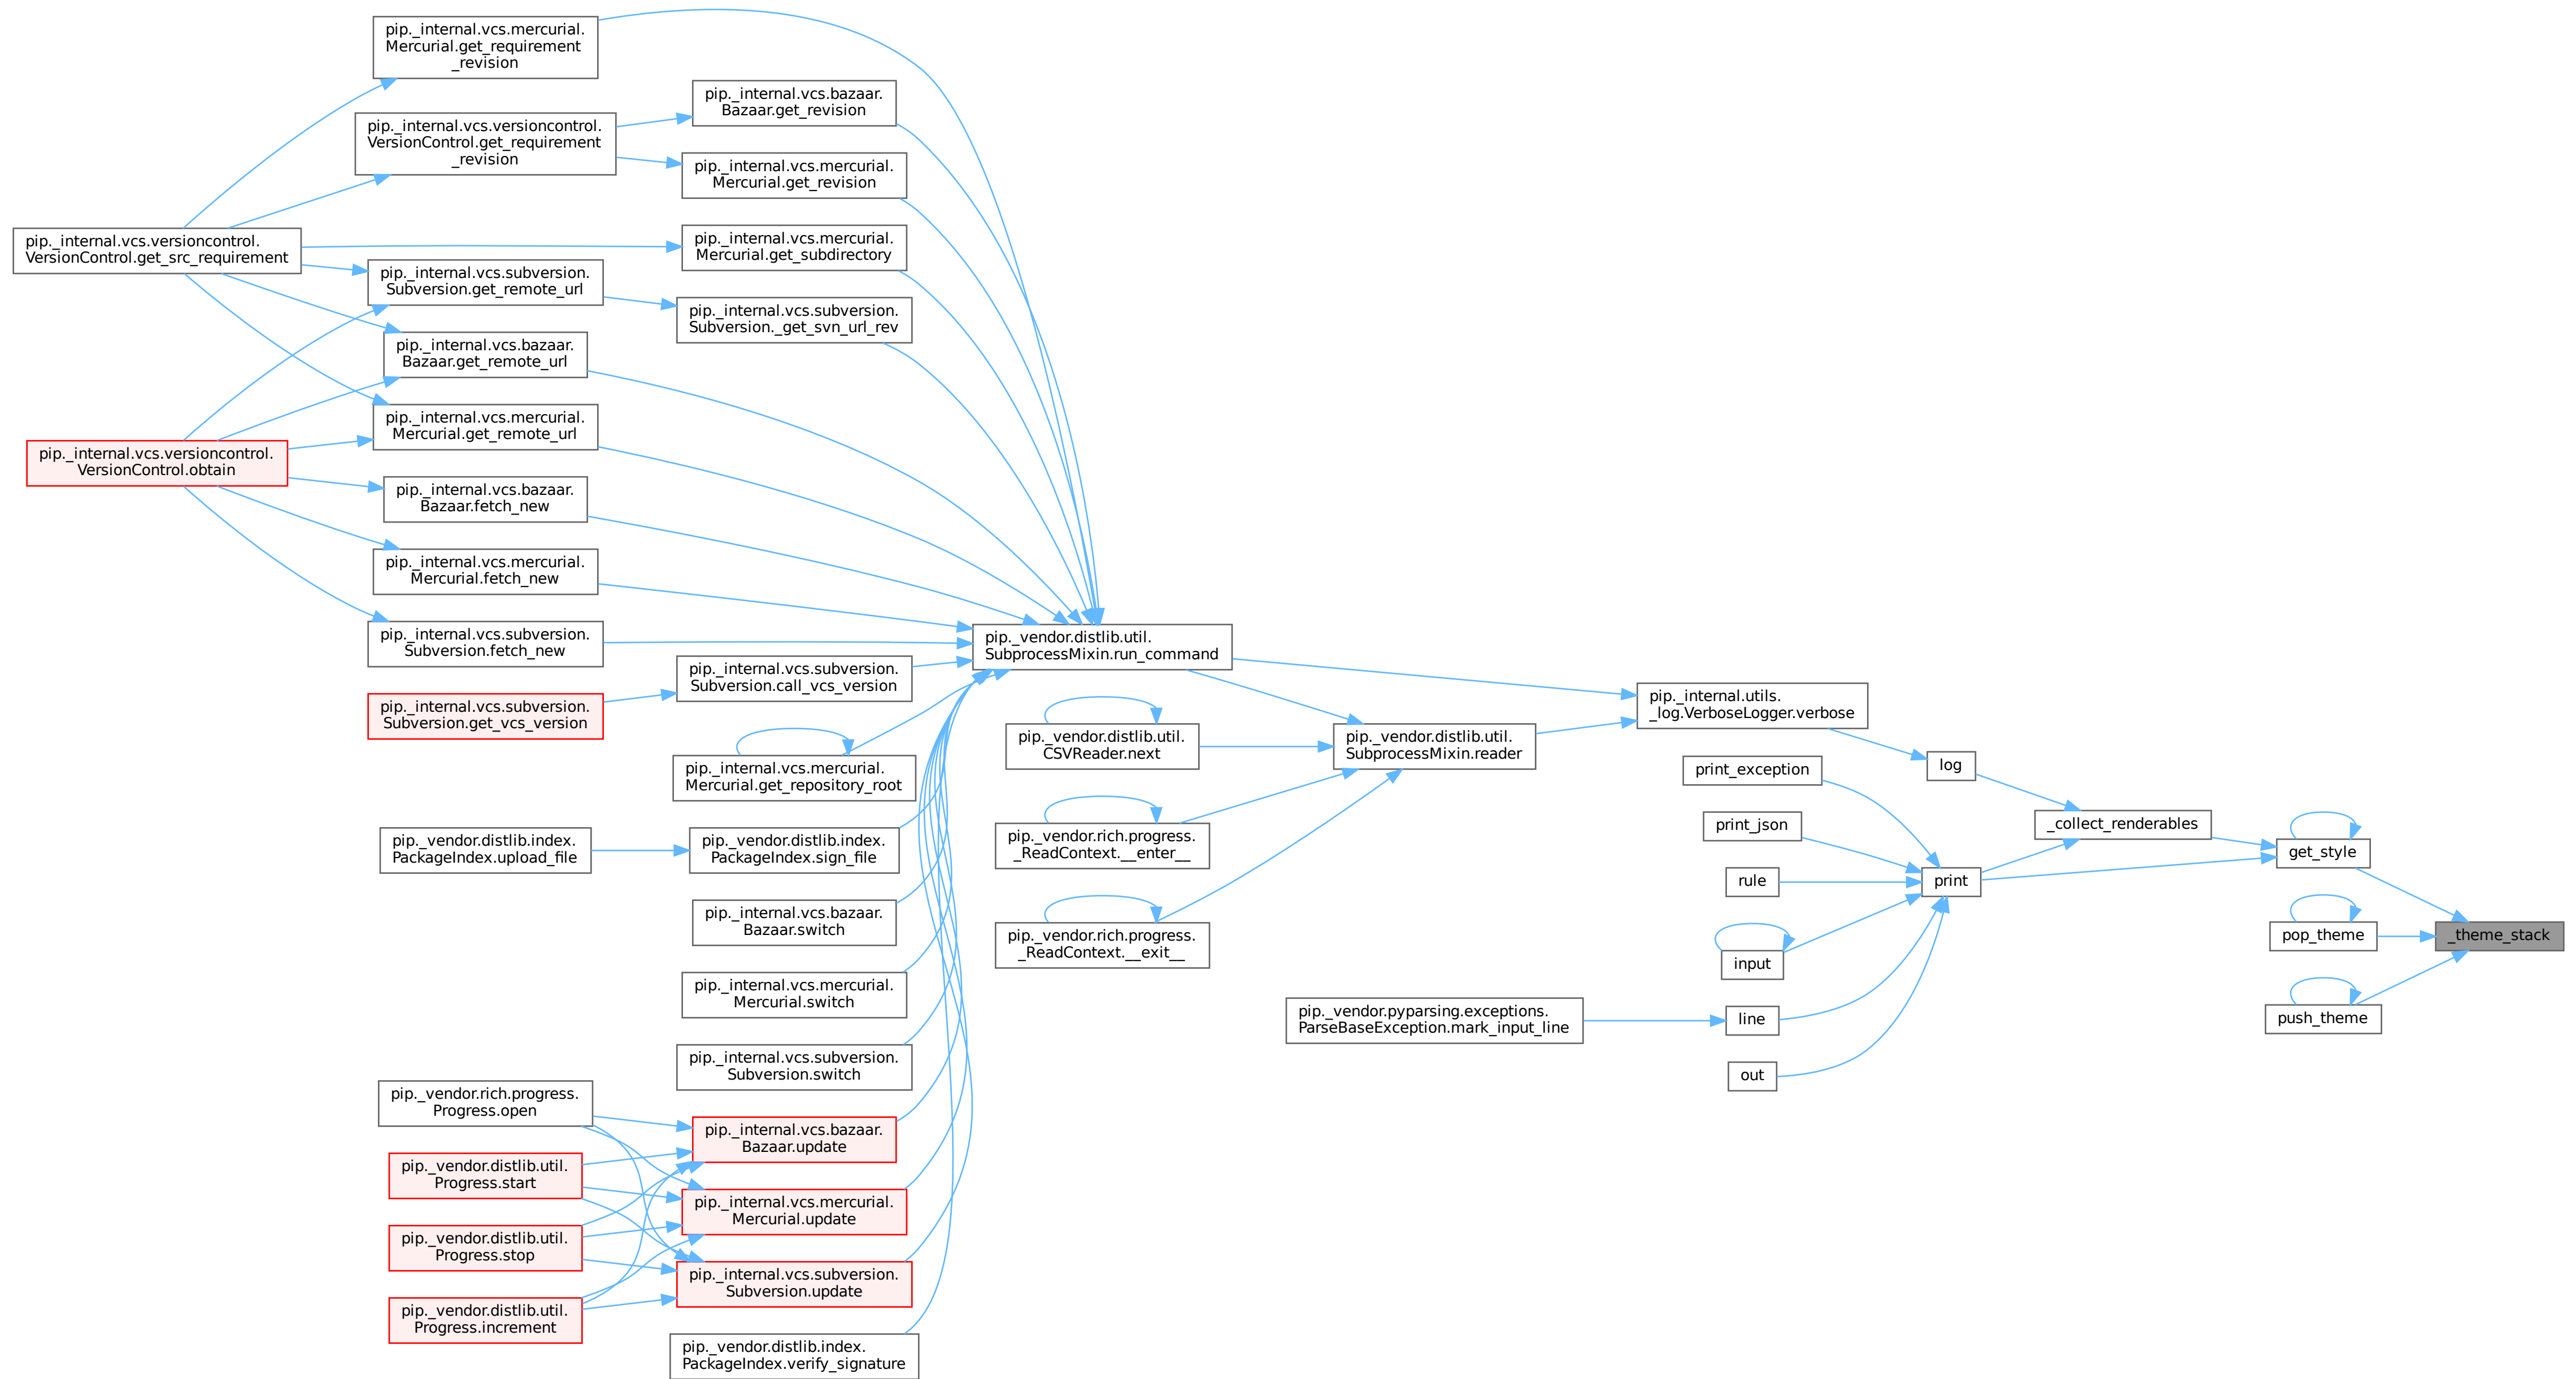 pip._internal.vcs.mercurial.
Mercurial.get_requirement
_revision
pip._internal.vcs.bazaar.
Bazaar.get_revision
pip._internal.vcs.versioncontrol.
VersionControl.get_requirement
_revision
pip._internal.vcs.mercurial.
Mercurial.get_revision
pip._internal.vcs.versioncontrol.
VersionControl.get_src_requirement
pip._internal.vcs.mercurial.
Mercurial.get_subdirectory
pip._internal.vcs.subversion.
Subversion.get_remote_url
pip._internal.vcs.subversion.
Subversion._get_svn_url_rev
pip._internal.vcs.bazaar.
Bazaar.get_remote_url
pip._internal.vcs.mercurial.
Mercurial.get_remote_url
pip._internal.vcs.versioncontrol.
VersionControl.obtain
pip._internal.vcs.bazaar.
Bazaar.fetch_new
pip._internal.vcs.mercurial.
Mercurial.fetch_new
pip._internal.vcs.subversion.
Subversion.fetch_new
pip._vendor.distlib.util.
SubprocessMixin.run_command
pip._internal.vcs.subversion.
Subversion.call_vcs_version
pip._internal.vcs.subversion.
Subversion.get_vcs_version
pip._internal.utils.
_log.VerboseLogger.verbose
pip._vendor.distlib.util.
CSVReader.next
pip._vendor.distlib.util.
SubprocessMixin.reader
pip._internal.vcs.mercurial.
Mercurial.get_repository_root
log
print_exception
print_json
_collect_renderables
pip._vendor.distlib.index.
PackageIndex.upload_file
pip._vendor.distlib.index.
PackageIndex.sign_file
pip._vendor.rich.progress.
_ReadContext.__enter__
get_style
rule
print
pip._internal.vcs.bazaar.
Bazaar.switch
pip._vendor.rich.progress.
_ReadContext.__exit__
pop_theme
_theme_stack
input
pip._internal.vcs.mercurial.
Mercurial.switch
pip._vendor.pyparsing.exceptions.
ParseBaseException.mark_input_line
line
push_theme
pip._internal.vcs.subversion.
Subversion.switch
out
pip._vendor.rich.progress.
Progress.open
pip._internal.vcs.bazaar.
Bazaar.update
pip._vendor.distlib.util.
Progress.start
pip._internal.vcs.mercurial.
Mercurial.update
pip._vendor.distlib.util.
Progress.stop
pip._internal.vcs.subversion.
Subversion.update
pip._vendor.distlib.util.
Progress.increment
pip._vendor.distlib.index.
PackageIndex.verify_signature